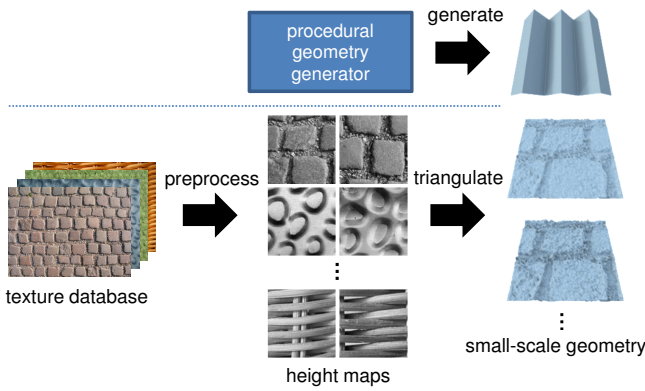 procedural
geometry
generator
generate
preprocess
triangulate
texture database
height maps
small-scale geometry